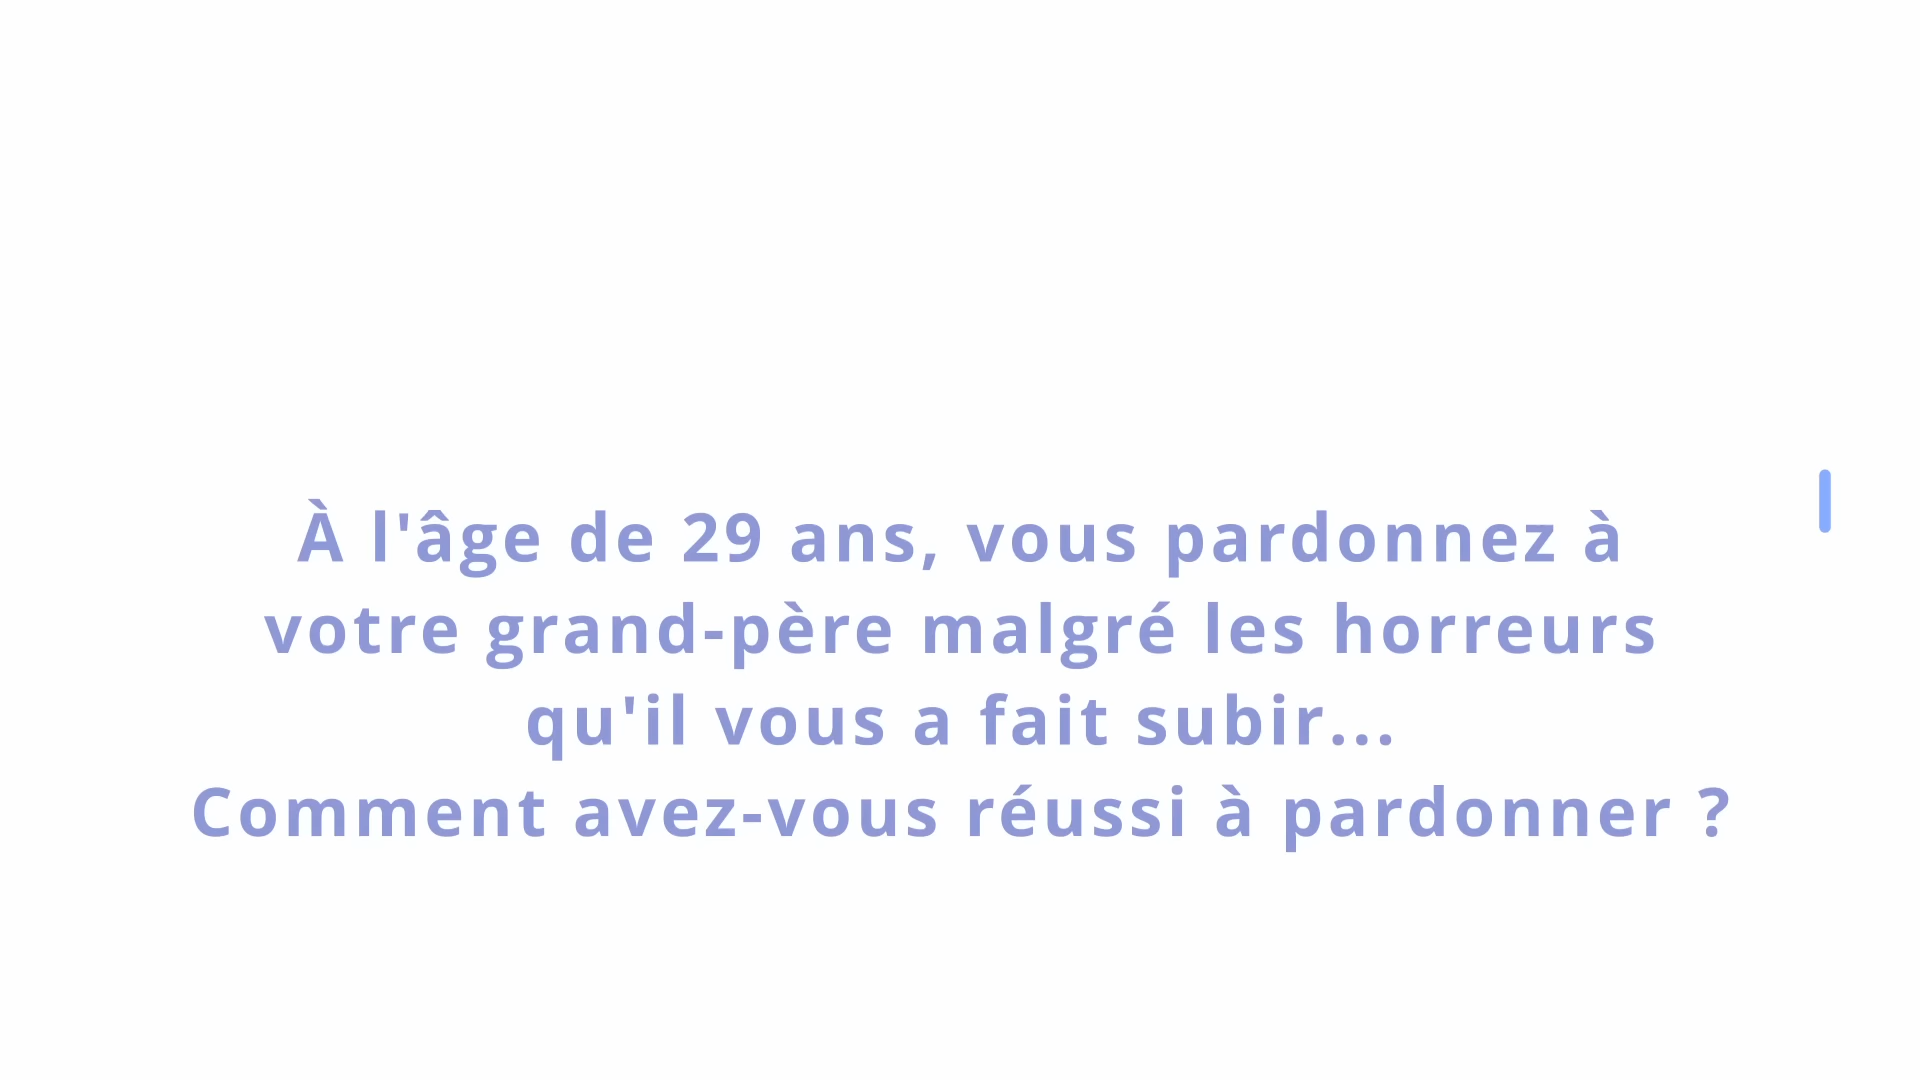 À l'âge de 29 ans, vous pardonnez à
votre grand-père malgré les horreurs
qu'il vous a fait subir...
Comment avez-vous réussi à pardonner ?